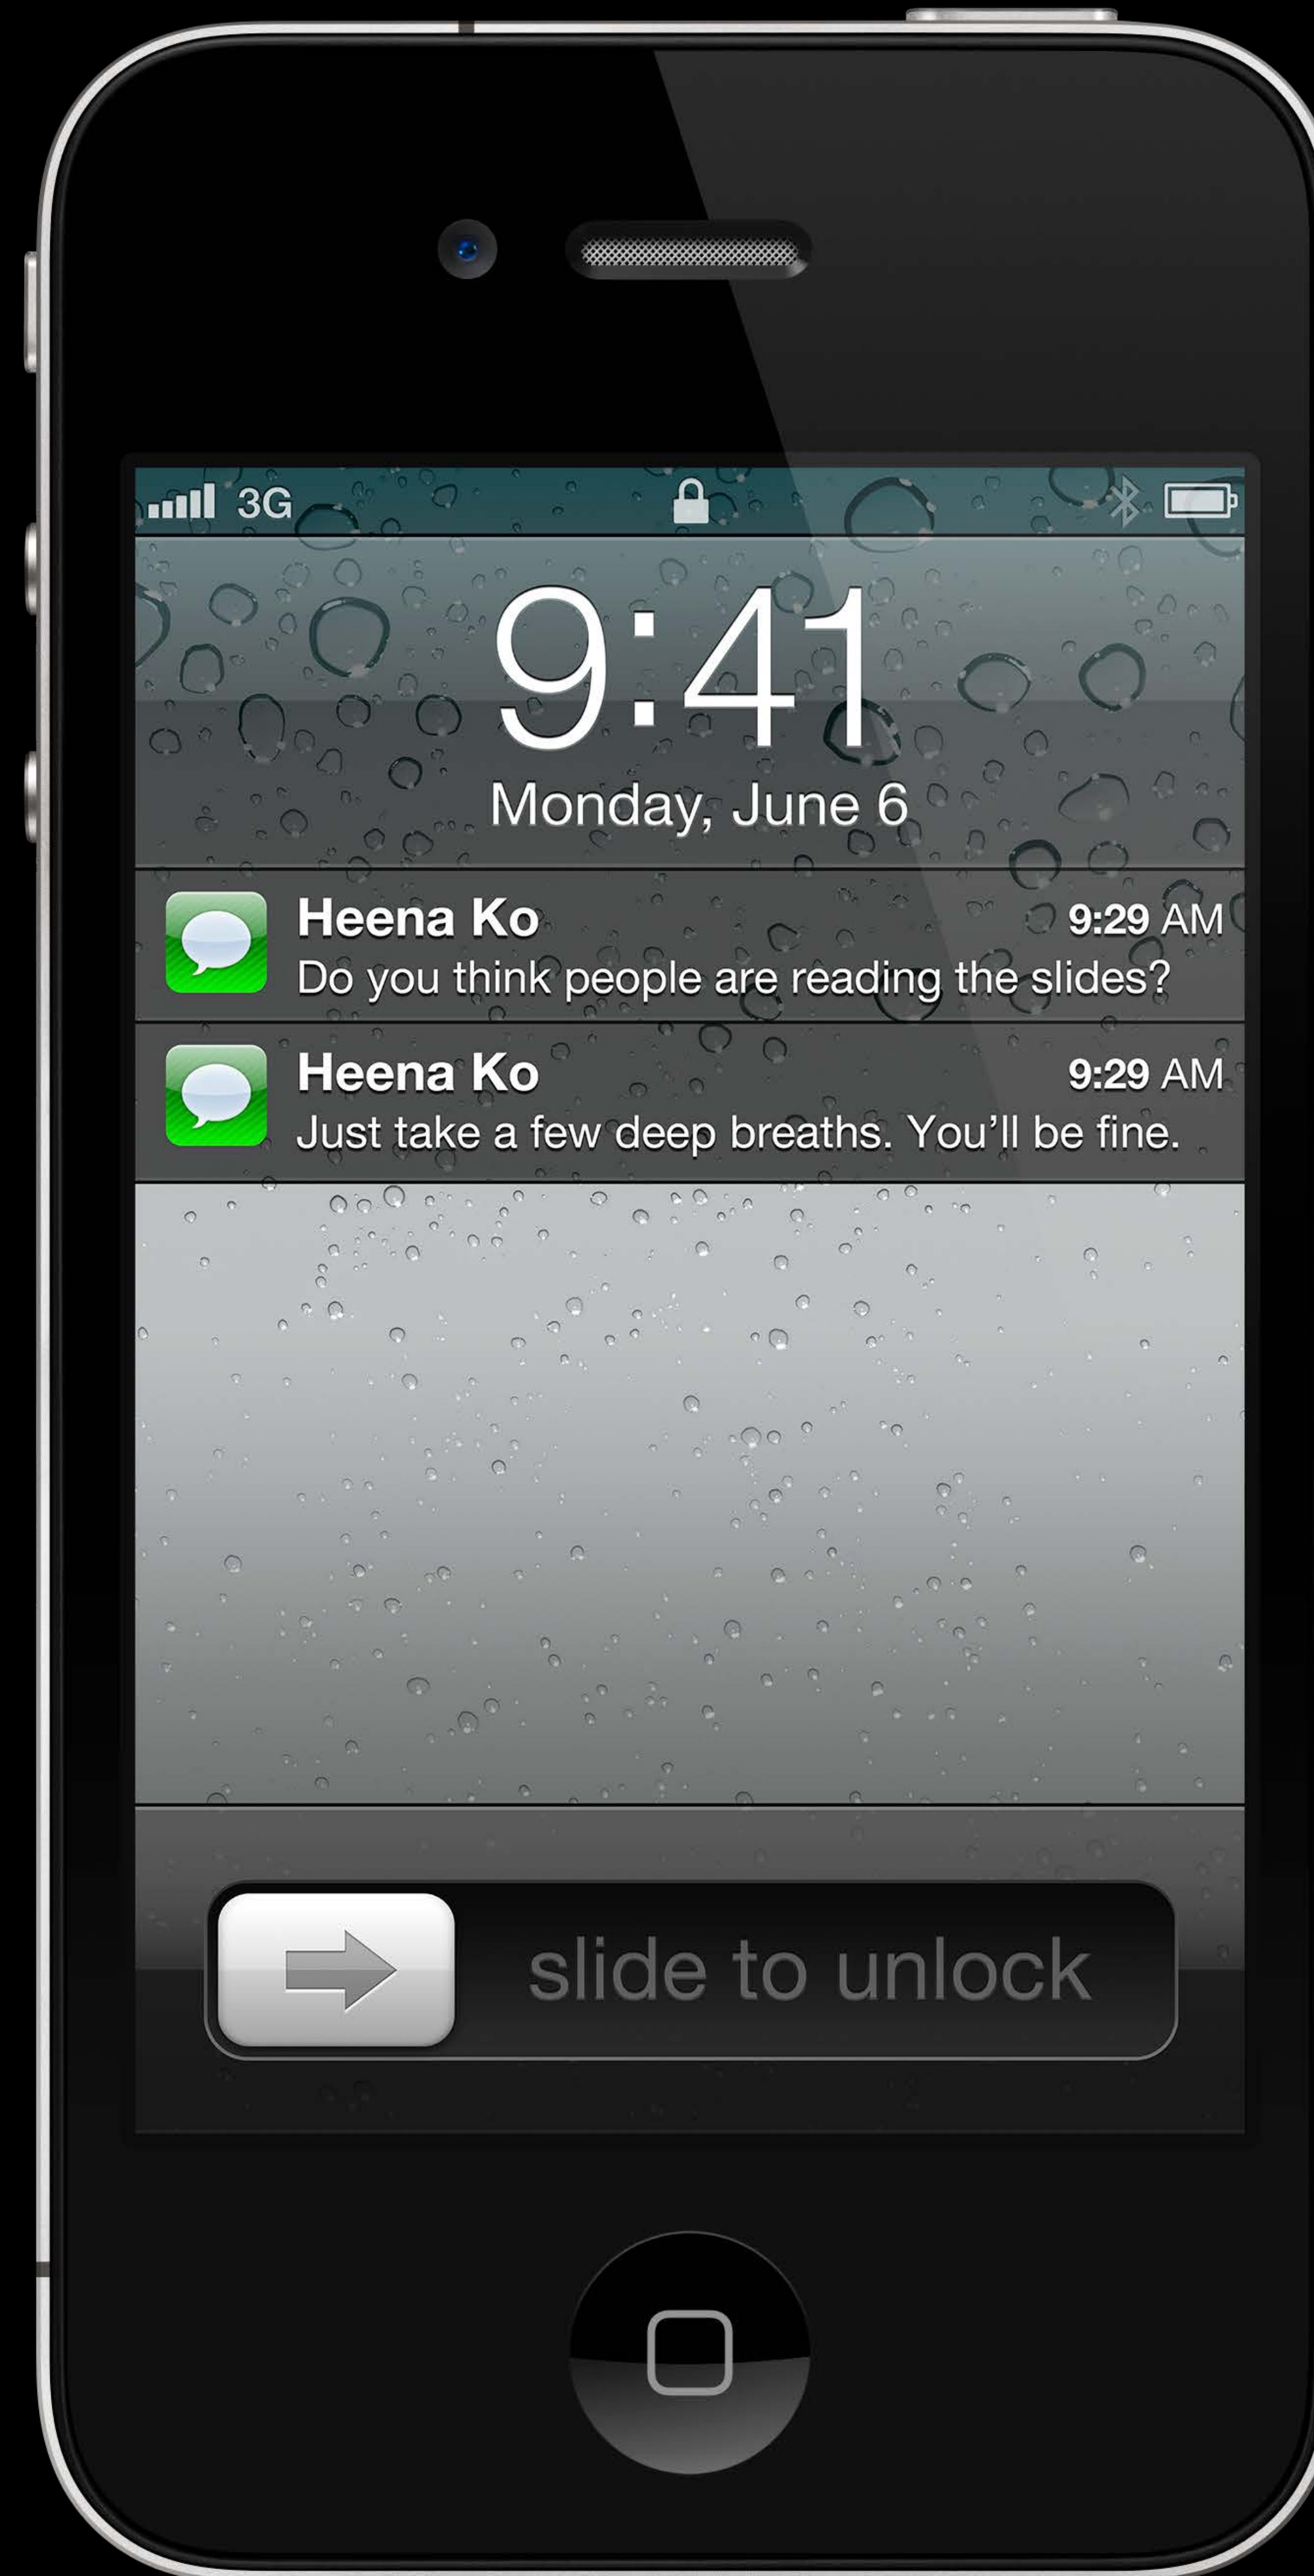 3G
9:41
Monday, June 6
Heena Ko 9:29 AM
Do you think people are reading the slides?
Heena Ko 9:29 AM
Just take a few deep breaths. You’ll be fine.
slide to unlock